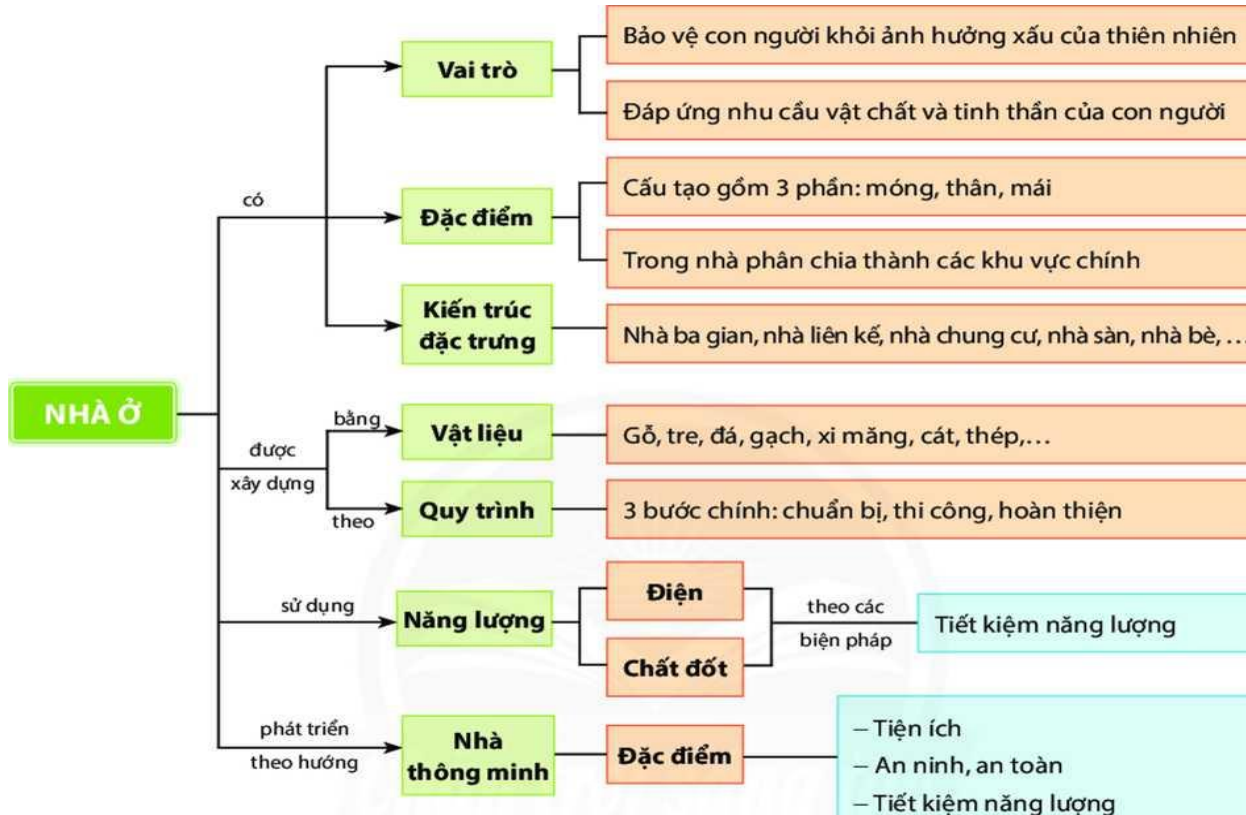 Bảo vệ con người khỏi ảnh hưởng xấu của thiên nhiên
Vai trò
Đáp ứng nhu cầu vật chất và tinh thần của con người
Cấu tạo gồm 3 phần: móng, thân, mái
có
Đặc điểm
Trong nhà phân chia thành các khu vực chính
Kiến trúc
đặc trưng
Nhà ba gian, nhà liên kế, nhà chung cư, nhà sàn, nhà bè, ...
NHÀ Ở
bằng
Vật liệu
Gỗ, tre, đá, gạch, xi măng, cát, thép,...
được
xây dựng
theo
Quy trình
3 bước chính: chuẩn bị, thi công, hoàn thiện
sử dụng
Năng lượng
Điện
Chất đốt
theo các
biện pháp
Tiết kiệm năng lượng
phát triển
theo hướng
Nhà
thông minh
Đặc điểm
– Tiện ích
– An ninh, an toàn
– Tiết kiệm năng lượng